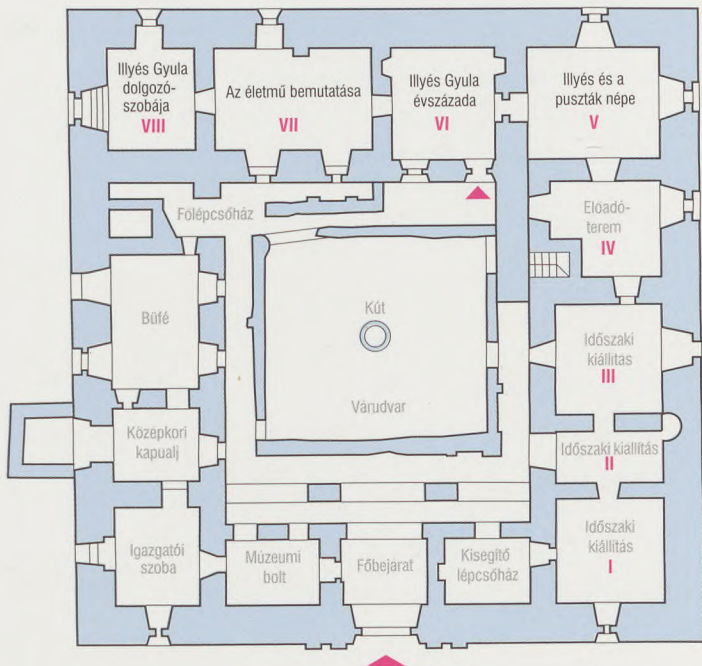 Illyés Gyula
dolgozó-
szobája
VIII
Az életmű bemutatása
VII
Illyés Gyula
évszázada
VI
Illyés és a
puszták népe
V
Főlépcsőház
Előadó-
terem
IV
Büfé
Kút
Várudvar
Időszaki
kiállítás
III
Középkori
kapualj
Időszaki kiállítás
II
Igazgatói
szoba
Múzeumi
bolt
Főbejárat
Kisegítő
lépcsőház
Időszaki
kiállítás
I